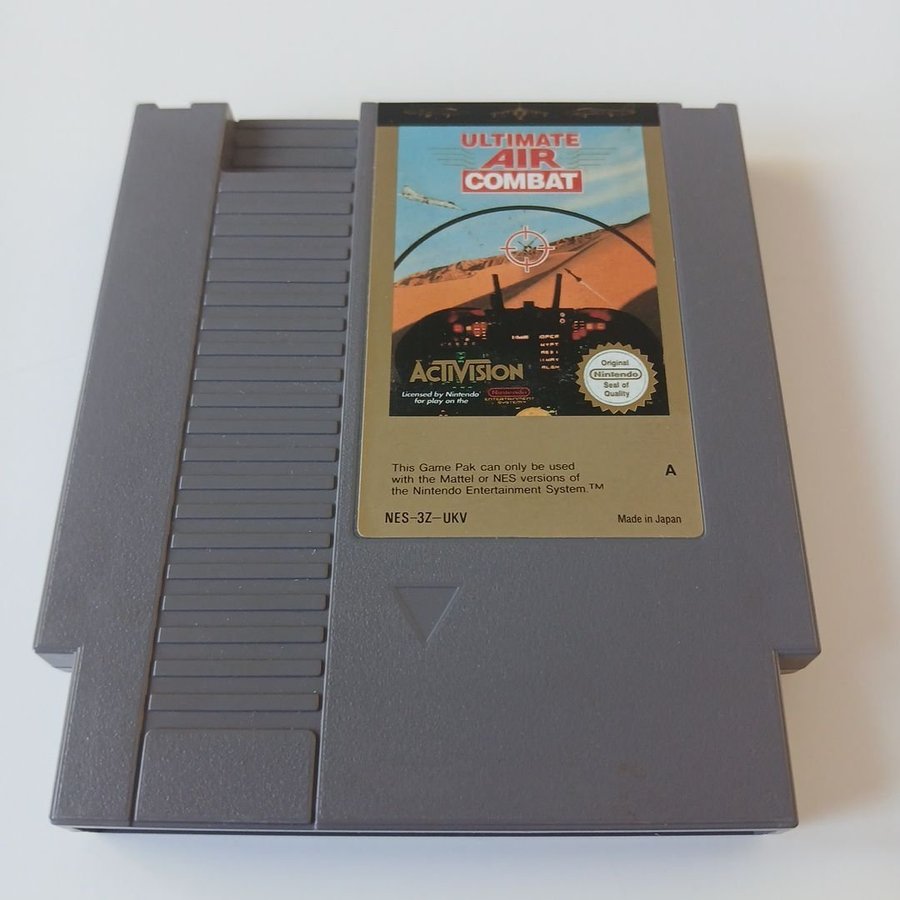 ULTIMATE
AIR
COMBAT
ACTIVISION
Licensed by Nintendo
for play on the
Nintendo
ENTERTAINMENT
SYSTEM™
Original
Nintendo
Seal of
Quality
This Game Pak can only be used
with the Mattel or NES versions of
the Nintendo Entertainment System.™
A
NES-3Z-UKV
Made in Japan